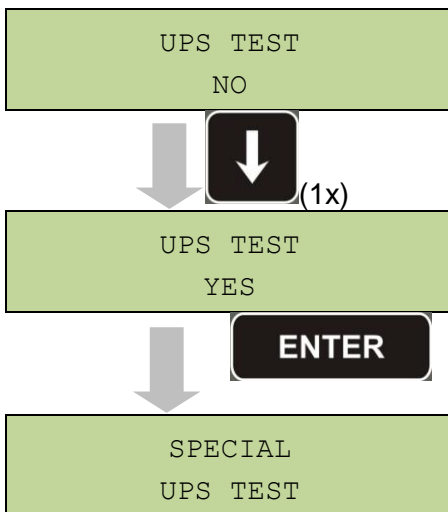 UPS TEST
NO
(1x)
UPS TEST
YES
ENTER
SPECIAL
UPS TEST